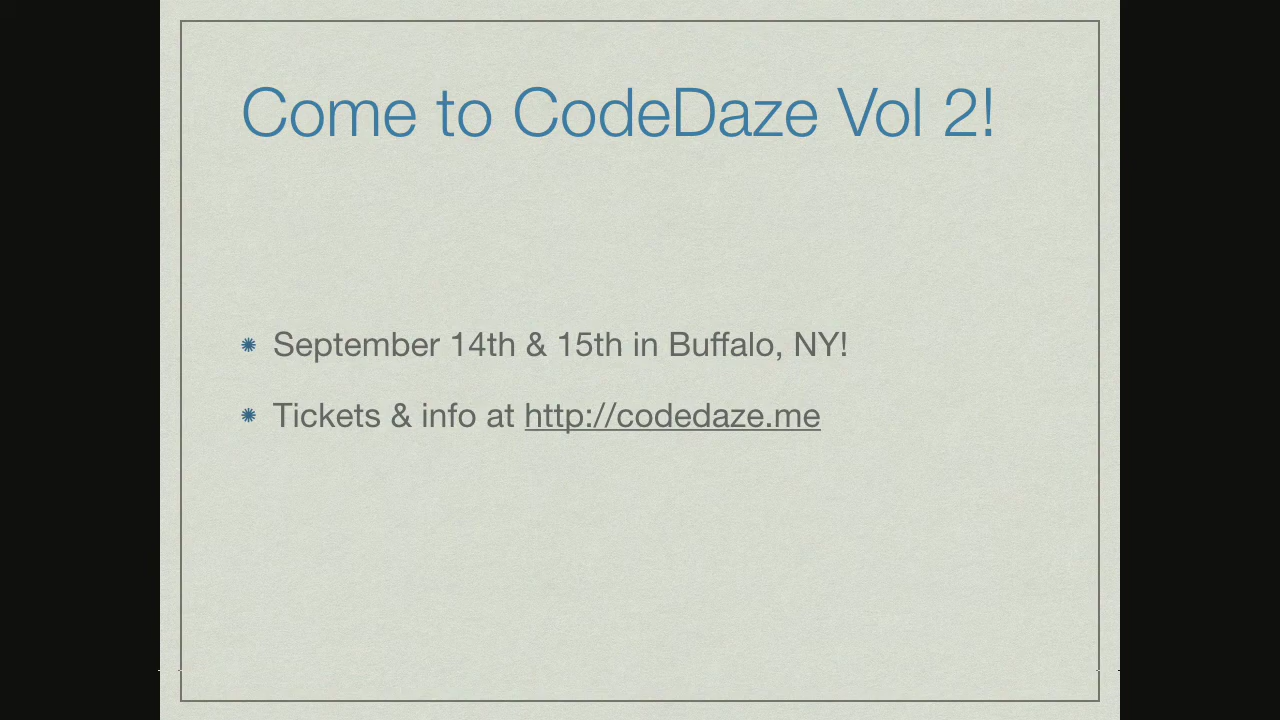 Come to CodeDaze Vol 2!
September 14th & 15th in Buffalo, NY!
Tickets & info at http://codedaze.me